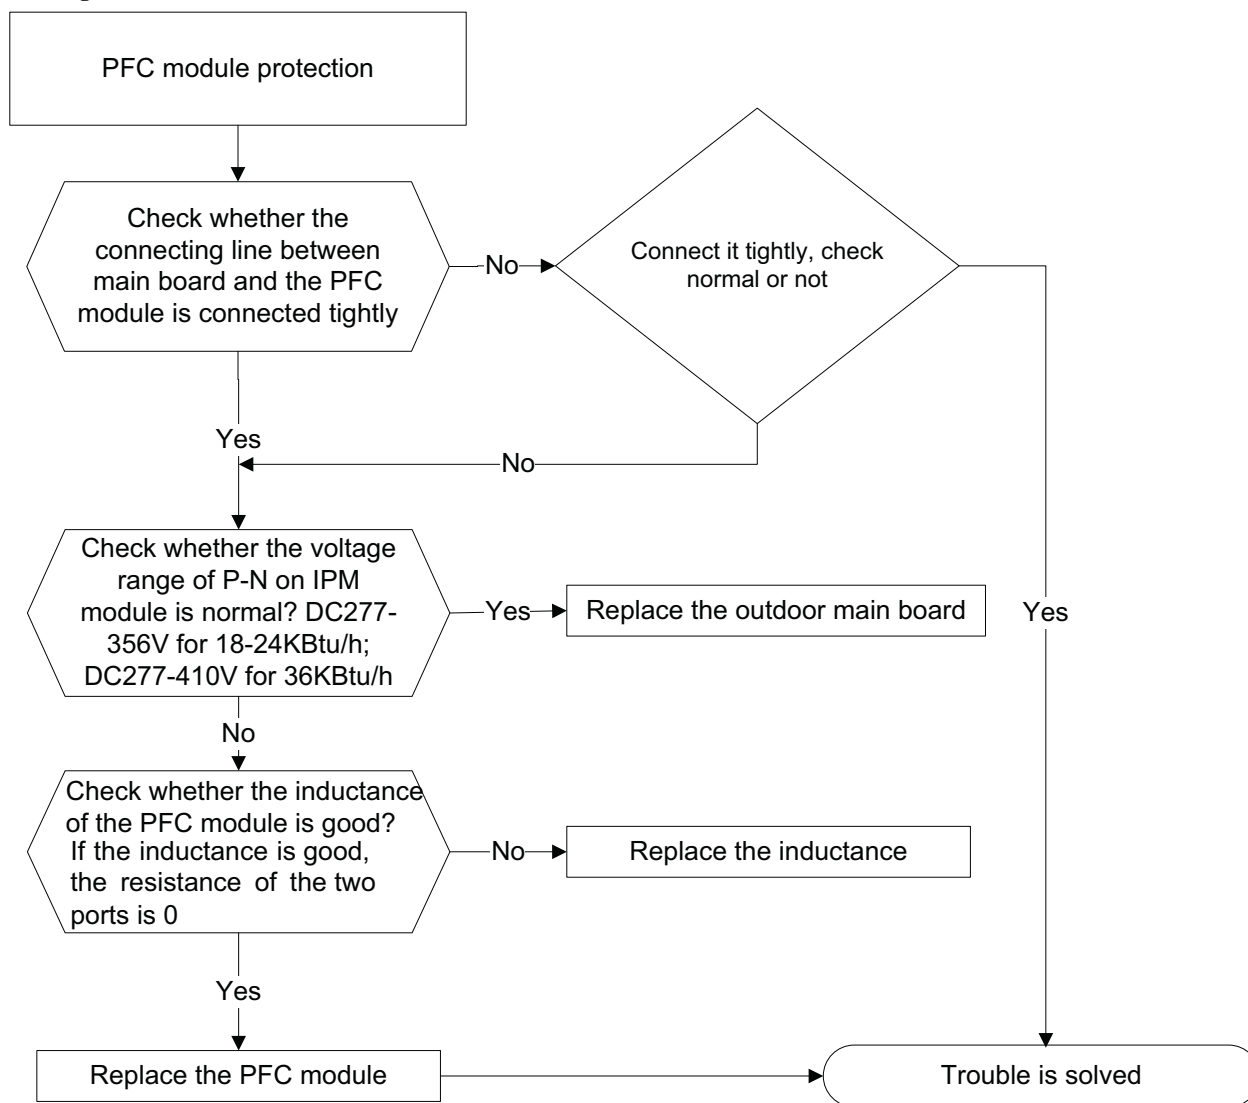 PFC module protection
Check whether the
connecting line between
main board and the PFC
module is connected tightly
No
Connect it tightly, check
normal or not
Yes
No
Check whether the voltage
range of P-N on IPM
module is normal? DC277-
356V for 18-24KBtu/h;
DC277-410V for 36KBtu/h
Yes
Replace the outdoor main board
Yes
No
Check whether the inductance
of the PFC module is good?
If the inductance is good,
the resistance of the two
ports is 0
No
Replace the inductance
Yes
Replace the PFC module
Trouble is solved